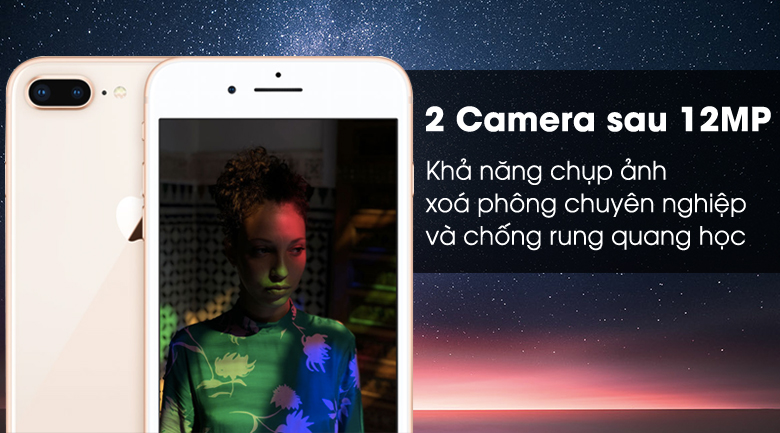 2 Camera sau 12MP
Khả năng chụp ảnh
xoá phông chuyên nghiệp
và chống rung quang học